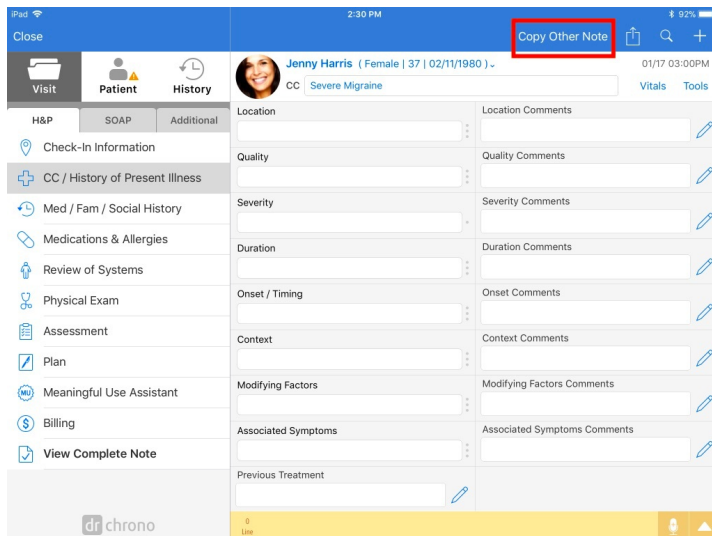 iPad 2:30 PM 92%
Close Copy Other Note
Visit Patient History
H&P SOAP Additional
Check-In Information
CC / History of Present Illness
Med / Fam / Social History
Medications & Allergies
Review of Systems
Physical Exam
Assessment
Plan
MU Meaningful Use Assistant
Billing
View Complete Note
dr chrono
Jenny Harris ( Female | 37 | 02/11/1980 ) 01/17 03:00PM
CC Severe Migraine Vitals Tools
Location Location Comments
Quality Quality Comments
Severity Severity Comments
Duration Duration Comments
Onset / Timing Onset Comments
Context Context Comments
Modifying Factors Modifying Factors Comments
Associated Symptoms Associated Symptoms Comments
Previous Treatment
0
Line